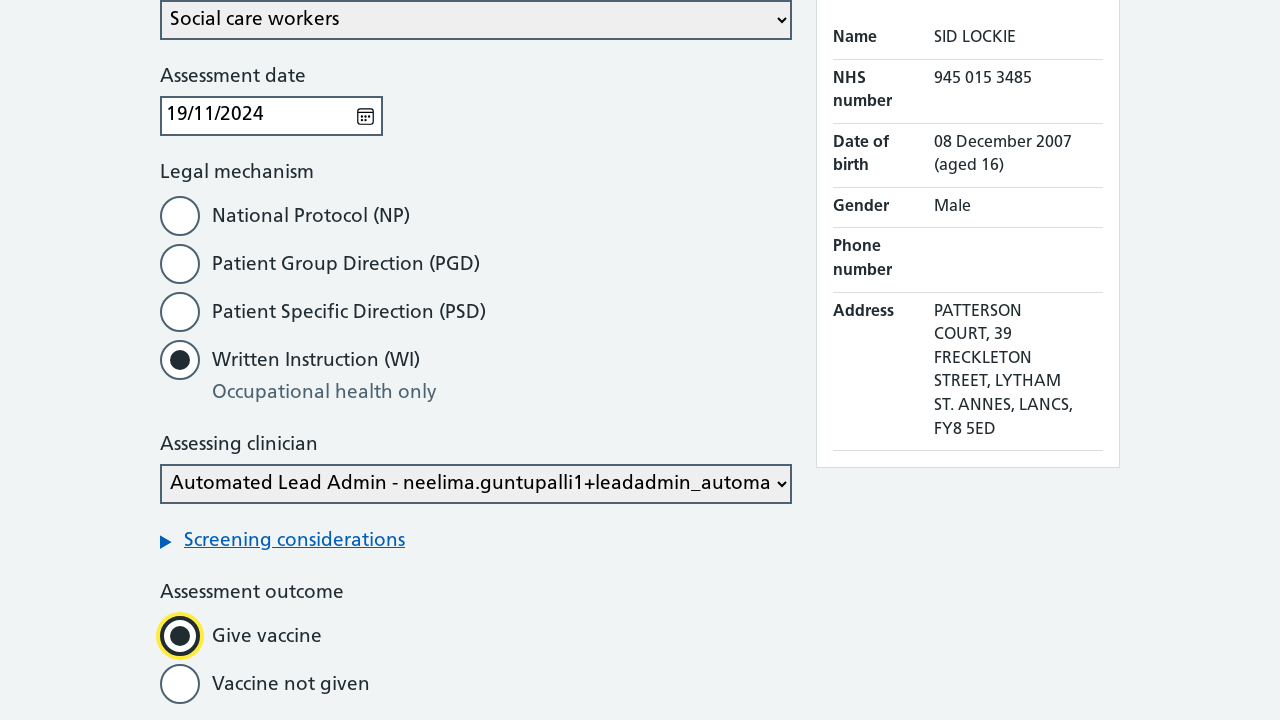 Social care workers
Assessment date
19/11/2024
Legal mechanism
National Protocol (NP)
Patient Group Direction (PGD)
Patient Specific Direction (PSD)
Written Instruction (WI)
Occupational health only
Assessing clinician
Automated Lead Admin - neelima.guntupalli1+leadadmin_automa
Screening considerations
Assessment outcome
Give vaccine
Vaccine not given
Name SID LOCKIE
NHS number 945 015 3485
Date of birth 08 December 2007 (aged 16)
Gender Male
Phone number
Address PATTERSON
COURT, 39
FRECKLETON
STREET, LYTHAM
ST. ANNES, LANCS,
FY8 5ED